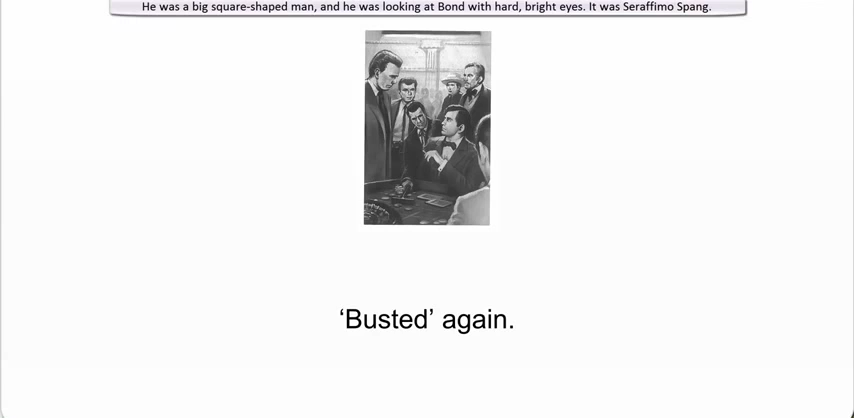 He was a big square-shaped man, and he was looking at Bond with hard, bright eyes. It was Seraffimo Spang.
‘Busted’ again.